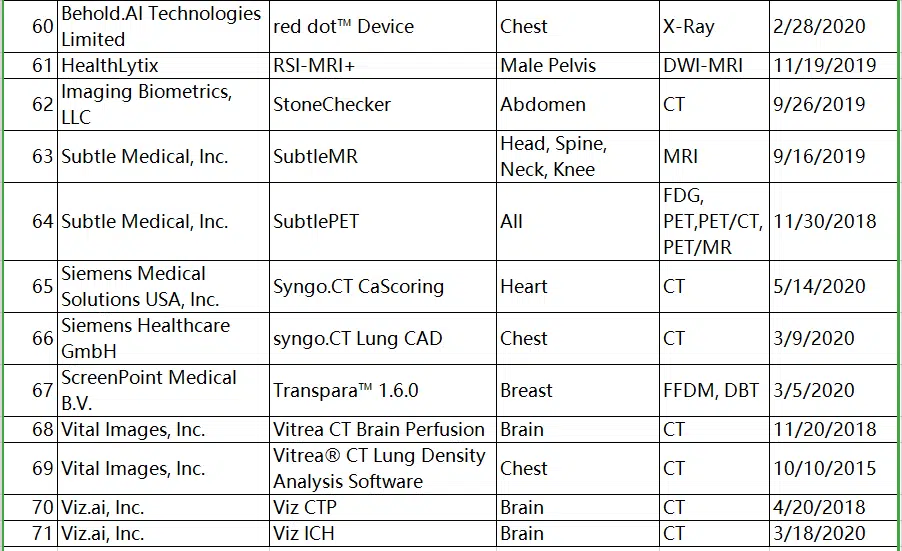 60 Behold.AI Technologies Limited red dot™ Device Chest X-Ray 2/28/2020
61 HealthLytix RSI-MRI+ Male Pelvis DWI-MRI 11/19/2019
62 Imaging Biometrics, LLC StoneChecker Abdomen CT 9/26/2019
63 Subtle Medical, Inc. SubtleMR Head, Spine, Neck, Knee MRI 9/16/2019
64 Subtle Medical, Inc. SubtlePET All FDG, PET,PET/CT, PET/MR 11/30/2018
65 Siemens Medical Solutions USA, Inc. Syngo.CT CaScoring Heart CT 5/14/2020
66 Siemens Healthcare GmbH syngo.CT Lung CAD Chest CT 3/9/2020
67 ScreenPoint Medical B.V. Transpara™ 1.6.0 Breast FFDM, DBT 3/5/2020
68 Vital Images, Inc. Vitrea CT Brain Perfusion Brain CT 11/20/2018
69 Vital Images, Inc. Vitrea® CT Lung Density Analysis Software Chest CT 10/10/2015
70 Viz.ai, Inc. Viz CTP Brain CT 4/20/2018
71 Viz.ai, Inc. Viz ICH Brain CT 3/18/2020